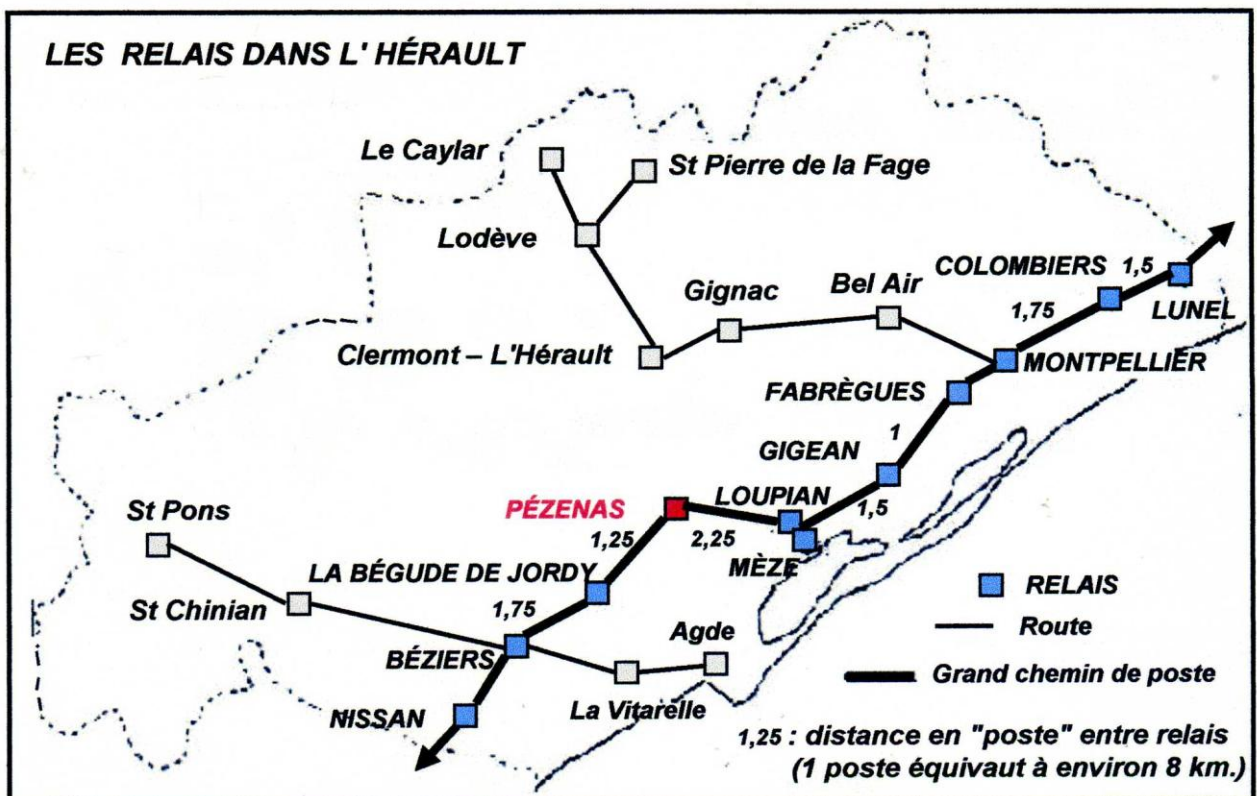 LES RELAIS DANS L' HÉRAULT
Le Caylar
St Pierre de la Fage
Lodève
COLOMBIERS
1,5
Gignac
Bel Air
1,75
LUNEL
Clermont – L'Hérault
MONTPELLIER
FABRÈGUES
1
GIGEAN
LOUPIAN
PÉZENAS
1,5
St Pons
1,25
2,25
MÈZE
LA BÉGUDE DE JORDY
RELAIS
St Chinian
1,75
Route
Agde
BÉZIERS
Grand chemin de poste
NISSAN
La Vitarelle
1,25 : distance en "poste" entre relais
(1 poste équivaut à environ 8 km.)